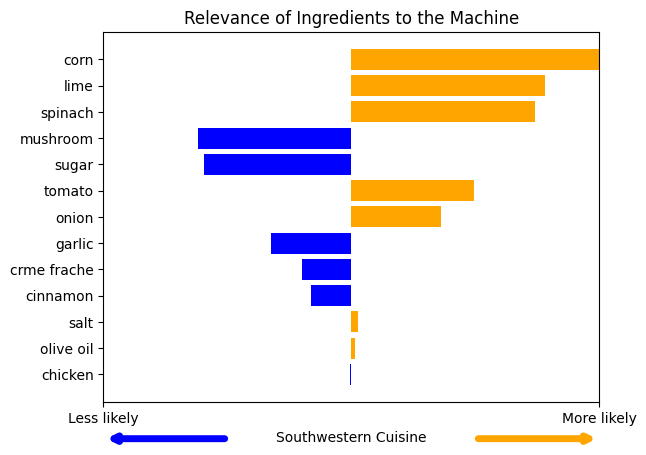 Relevance of Ingredients to the Machine
corn
lime
spinach
mushroom
sugar
tomato
onion
garlic
crme frache
cinnamon
salt
olive oil
chicken
Less likely
More likely
Southwestern Cuisine